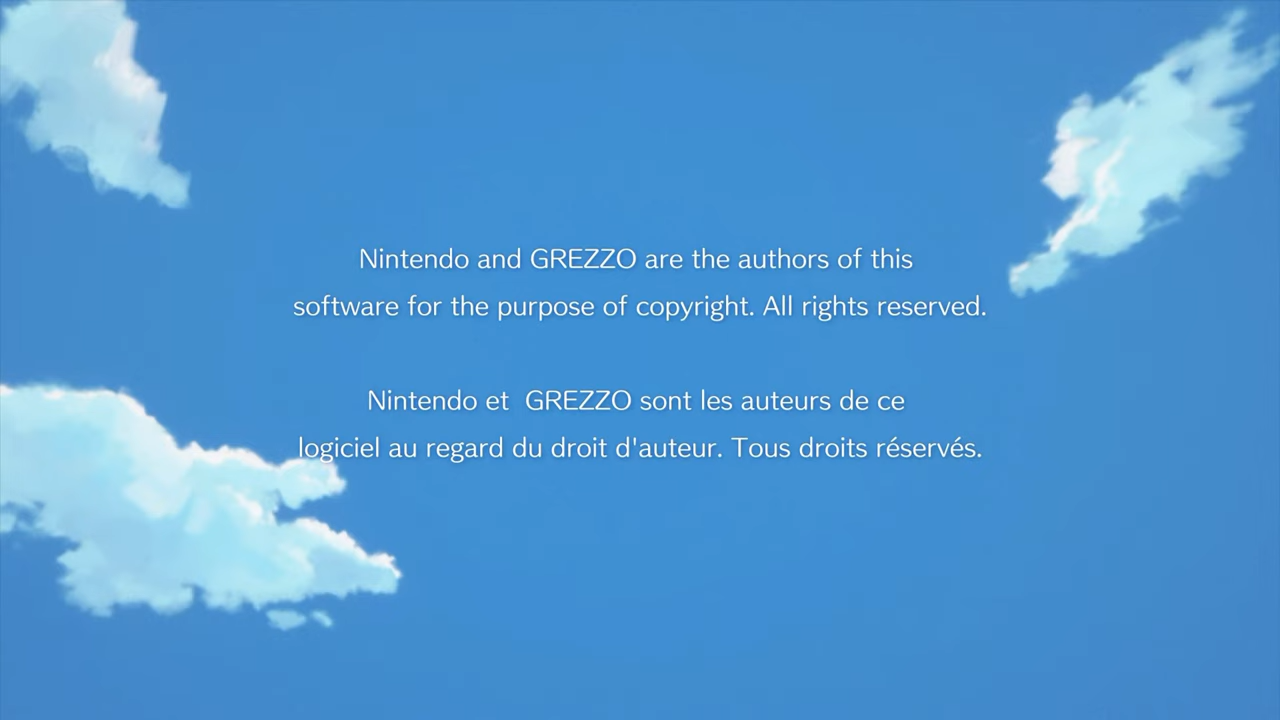 Nintendo and GREZZO are the authors of this
software for the purpose of copyright. All rights reserved.
Nintendo et  GREZZO sont les auteurs de ce
logiciel au regard du droit d'auteur. Tous droits réservés.